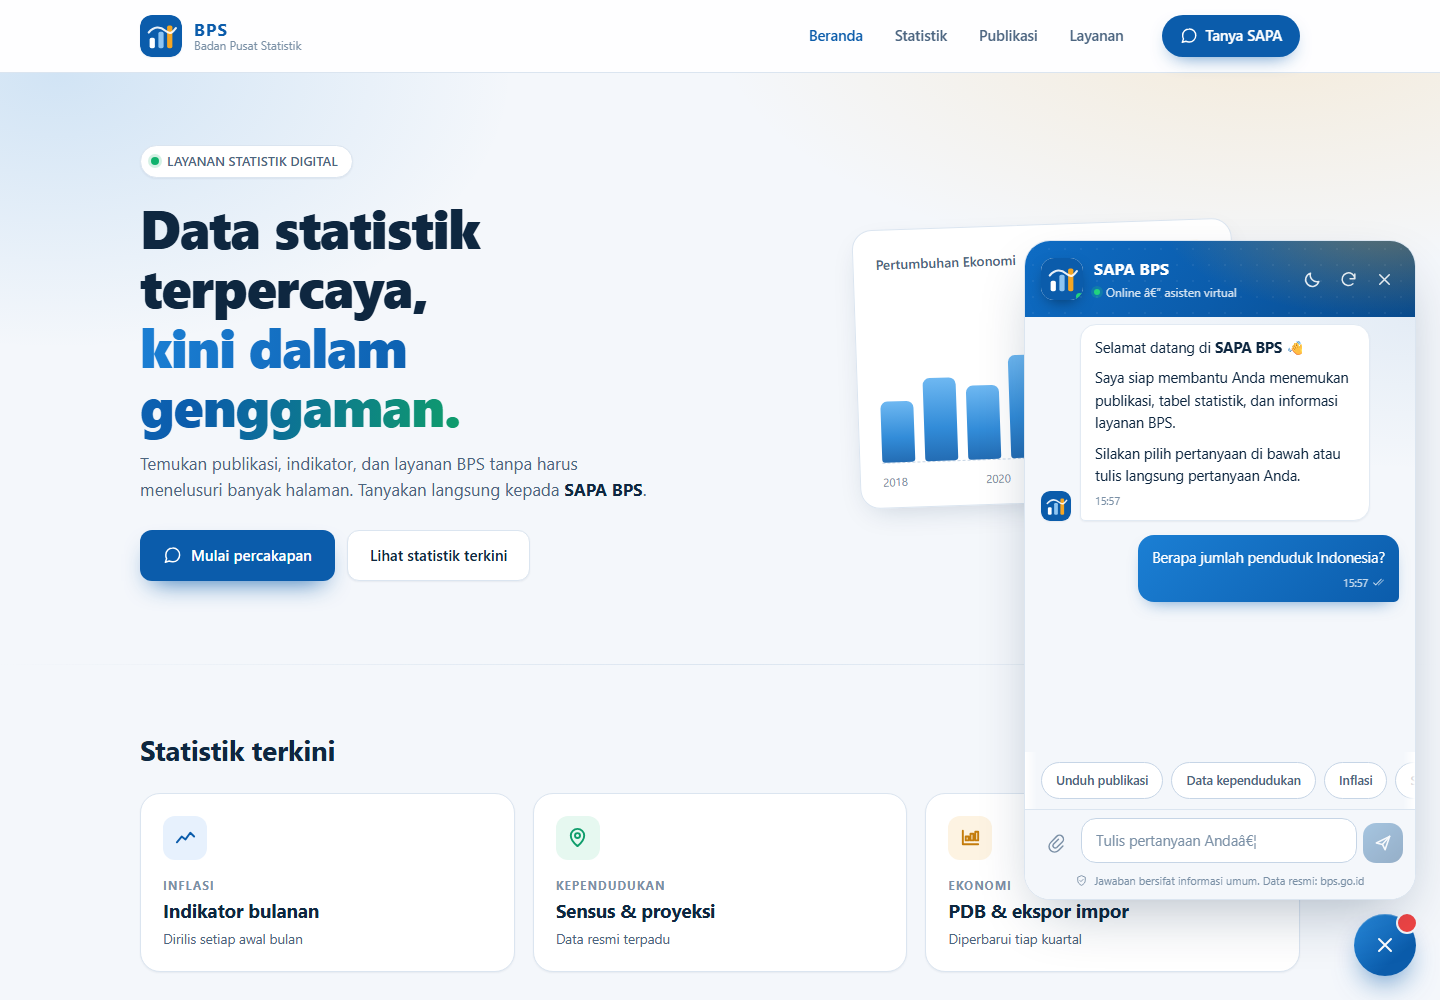 BPS
Badan Pusat Statistik
Beranda
Statistik
Publikasi
Layanan
Tanya SAPA
LAYANAN STATISTIK DIGITAL
Data statistik
terpercaya,
kini dalam
genggaman.
Temukan publikasi, indikator, dan layanan BPS tanpa harus
menelusuri banyak halaman. Tanyakan langsung kepada SAPA BPS.
Mulai percakapan
Lihat statistik terkini
Pertumbuhan Ekonomi
2018
2020
SAPA BPS
Online â€" asisten virtual
Selamat datang di SAPA BPS 👋
Saya siap membantu Anda menemukan
publikasi, tabel statistik, dan informasi
layanan BPS.
Silakan pilih pertanyaan di bawah atau
tulis langsung pertanyaan Anda.
15:57
Berapa jumlah penduduk Indonesia?
15:57
Unduh publikasi
Data kependudukan
Inflasi
Tulis pertanyaan Andaâ€¦
Jawaban bersifat informasi umum. Data resmi: bps.go.id
Statistik terkini
INFLASI
Indikator bulanan
Dirilis setiap awal bulan
KEPENDUDUKAN
Sensus & proyeksi
Data resmi terpadu
EKONOMI
PDB & ekspor impor
Diperbarui tiap kuartal